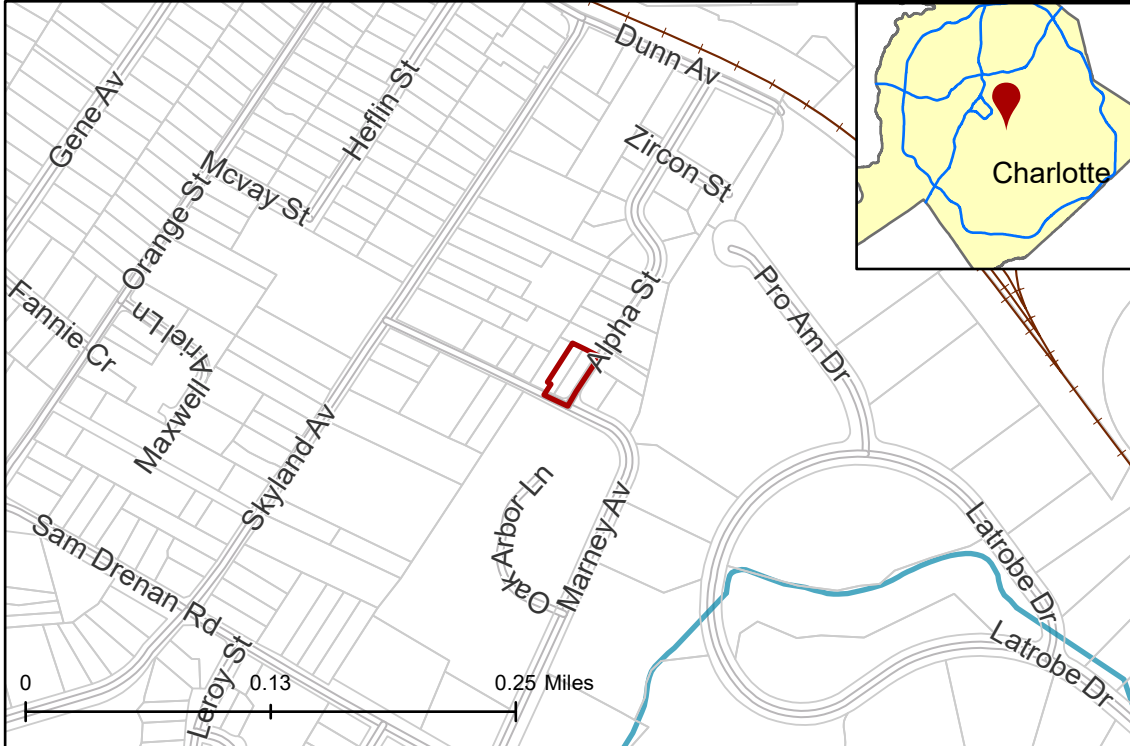 Dunn Av
Gene Av
Heflin St
Zircon St
Mcvay St
Charlotte
Orange St
Pro Am Dr
Alpha St
Fannie Cr
Maxwell Ariel Ln
Skyland Av
Oak Arbor Ln
Marney Av
Latrobe Dr
Sam Drenan Rd
Latrobe Dr
Leroy St
0 0.13 0.25 Miles